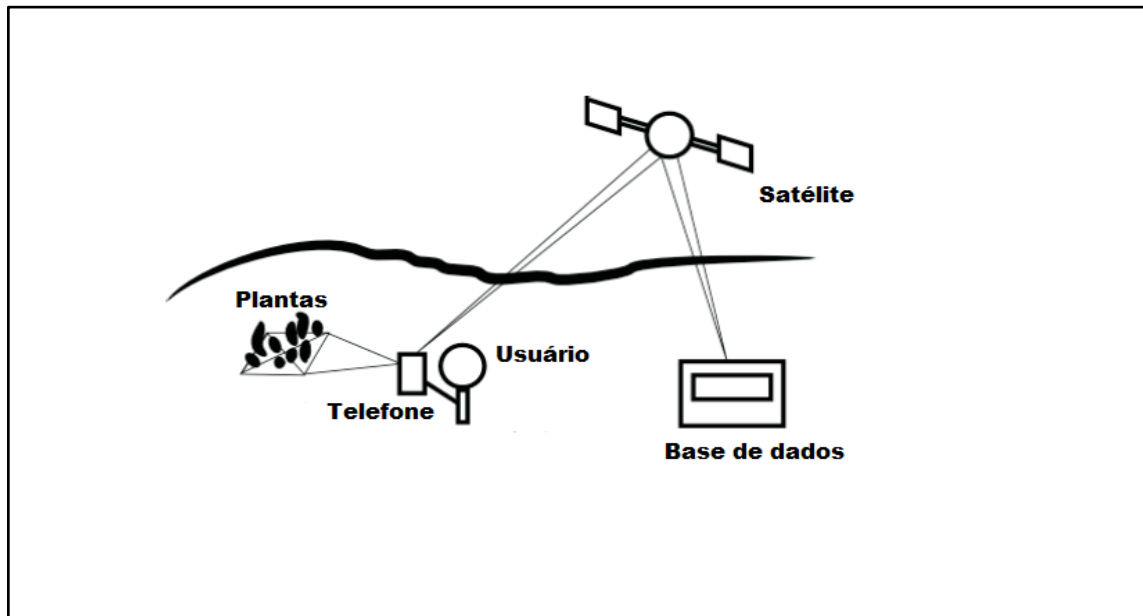 Satélite
Plantas
Usuário
Telefone
Base de dados